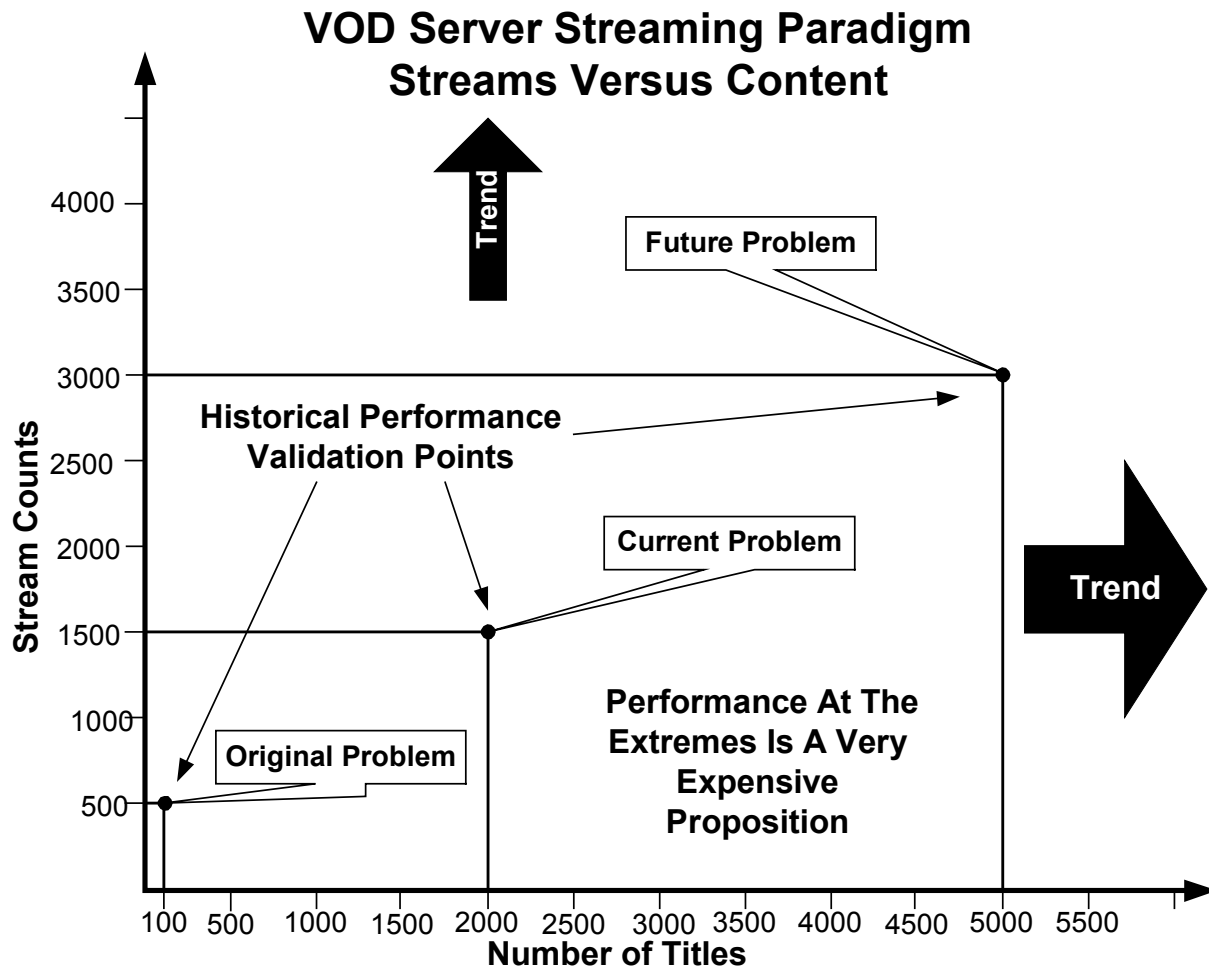 VOD Server Streaming Paradigm
Streams Versus Content
Trend
4000
Future Problem
3500
3000
Historical Performance
Validation Points
2500
Current Problem
2000
Trend
1500
Performance At The
Extremes Is A Very
Expensive
Proposition
1000
Original Problem
500
Stream Counts
100 500 1000 1500 2000 2500 3000 3500 4000 4500 5000 5500
Number of Titles